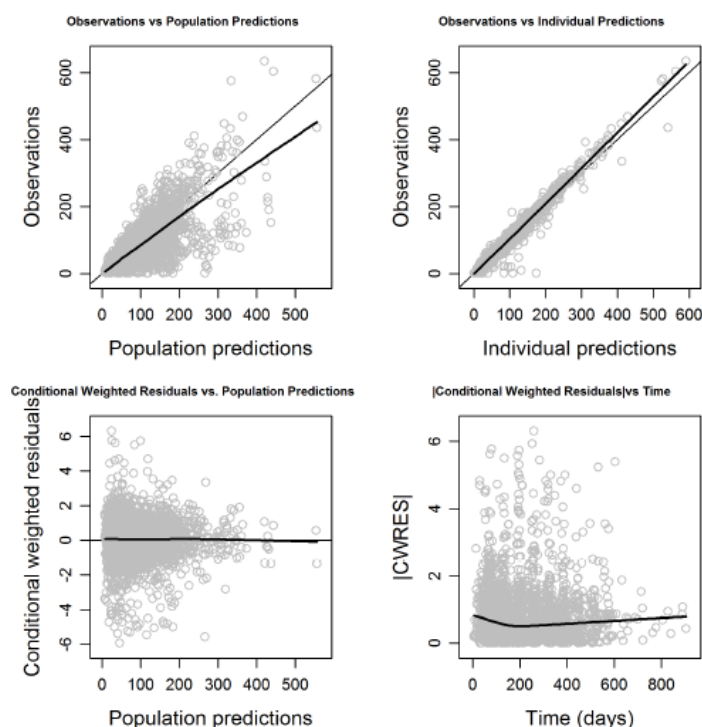 Observations vs Population Predictions
Observations
600
400
200
0
0 100 200 300 400 500
Population predictions
Observations vs Individual Predictions
Observations
600
400
200
0
0 100 200 300 400 500 600
Individual predictions
Conditional Weighted Residuals vs. Population Predictions
Conditional weighted residuals
6
4
2
0
-2
-4
-6
0 100 200 300 400 500
Population predictions
|Conditional Weighted Residuals|vs Time
|CWRES|
6
4
2
0
0 200 400 600 800
Time (days)